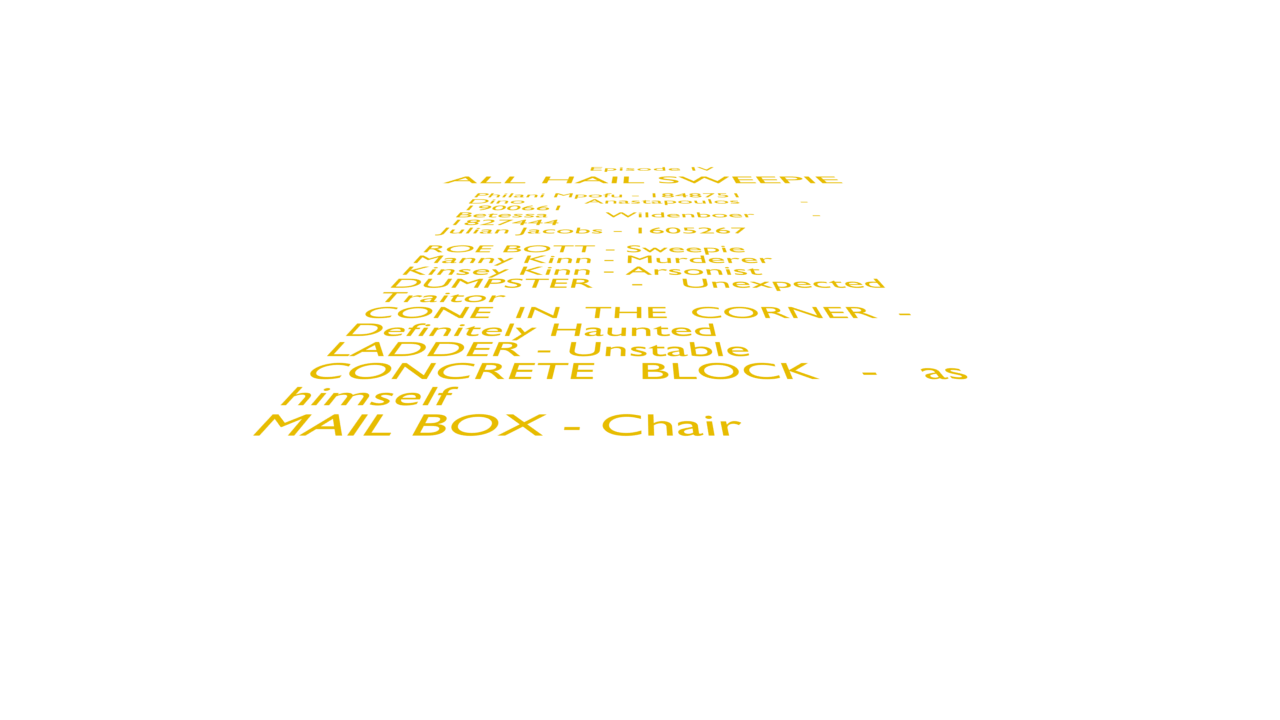 Episode IV
ALL HAIL SWEEPIE
Philani Mpofu - 1848751
Dino Anastapoulos -
1900661
Betessa Wildenboer -
1827444
Julian Jacobs - 1605267
ROE BOTT - Sweepie
Manny Kinn - Murderer
Kinsey Kinn - Arsonist
DUMPSTER - Unexpected
Traitor
CONE IN THE CORNER -
Definitely Haunted
LADDER - Unstable
CONCRETE BLOCK - as
himself
MAIL BOX - Chair